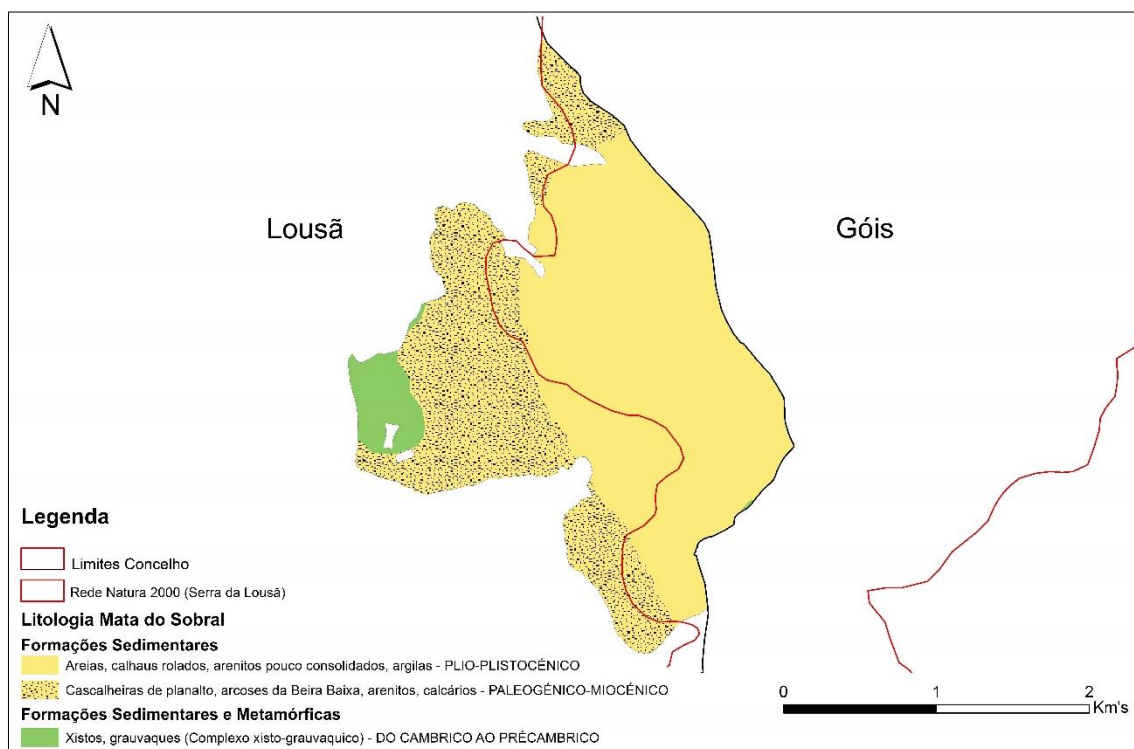 N
Lousã
Góis
Legenda
Limites Concelho
Rede Natura 2000 (Serra da Lousã)
Litologia Mata do Sobral
Formações Sedimentares
Areias, calhaus rolados, arenitos pouco consolidados, argilas - PLIO-PLISTOCÉNICO
Cascalheiras de planalto, arcoses da Beira Baixa, arenitos, calcários - PALEOGÉNICO-MIOCÉNICO
Formações Sedimentares e Metamórficas
Xistos, grauvaques (Complexo xisto-grauvaquico) - DO CAMBRICO AO PRÉCAMBRICO
0 1 2
Km's